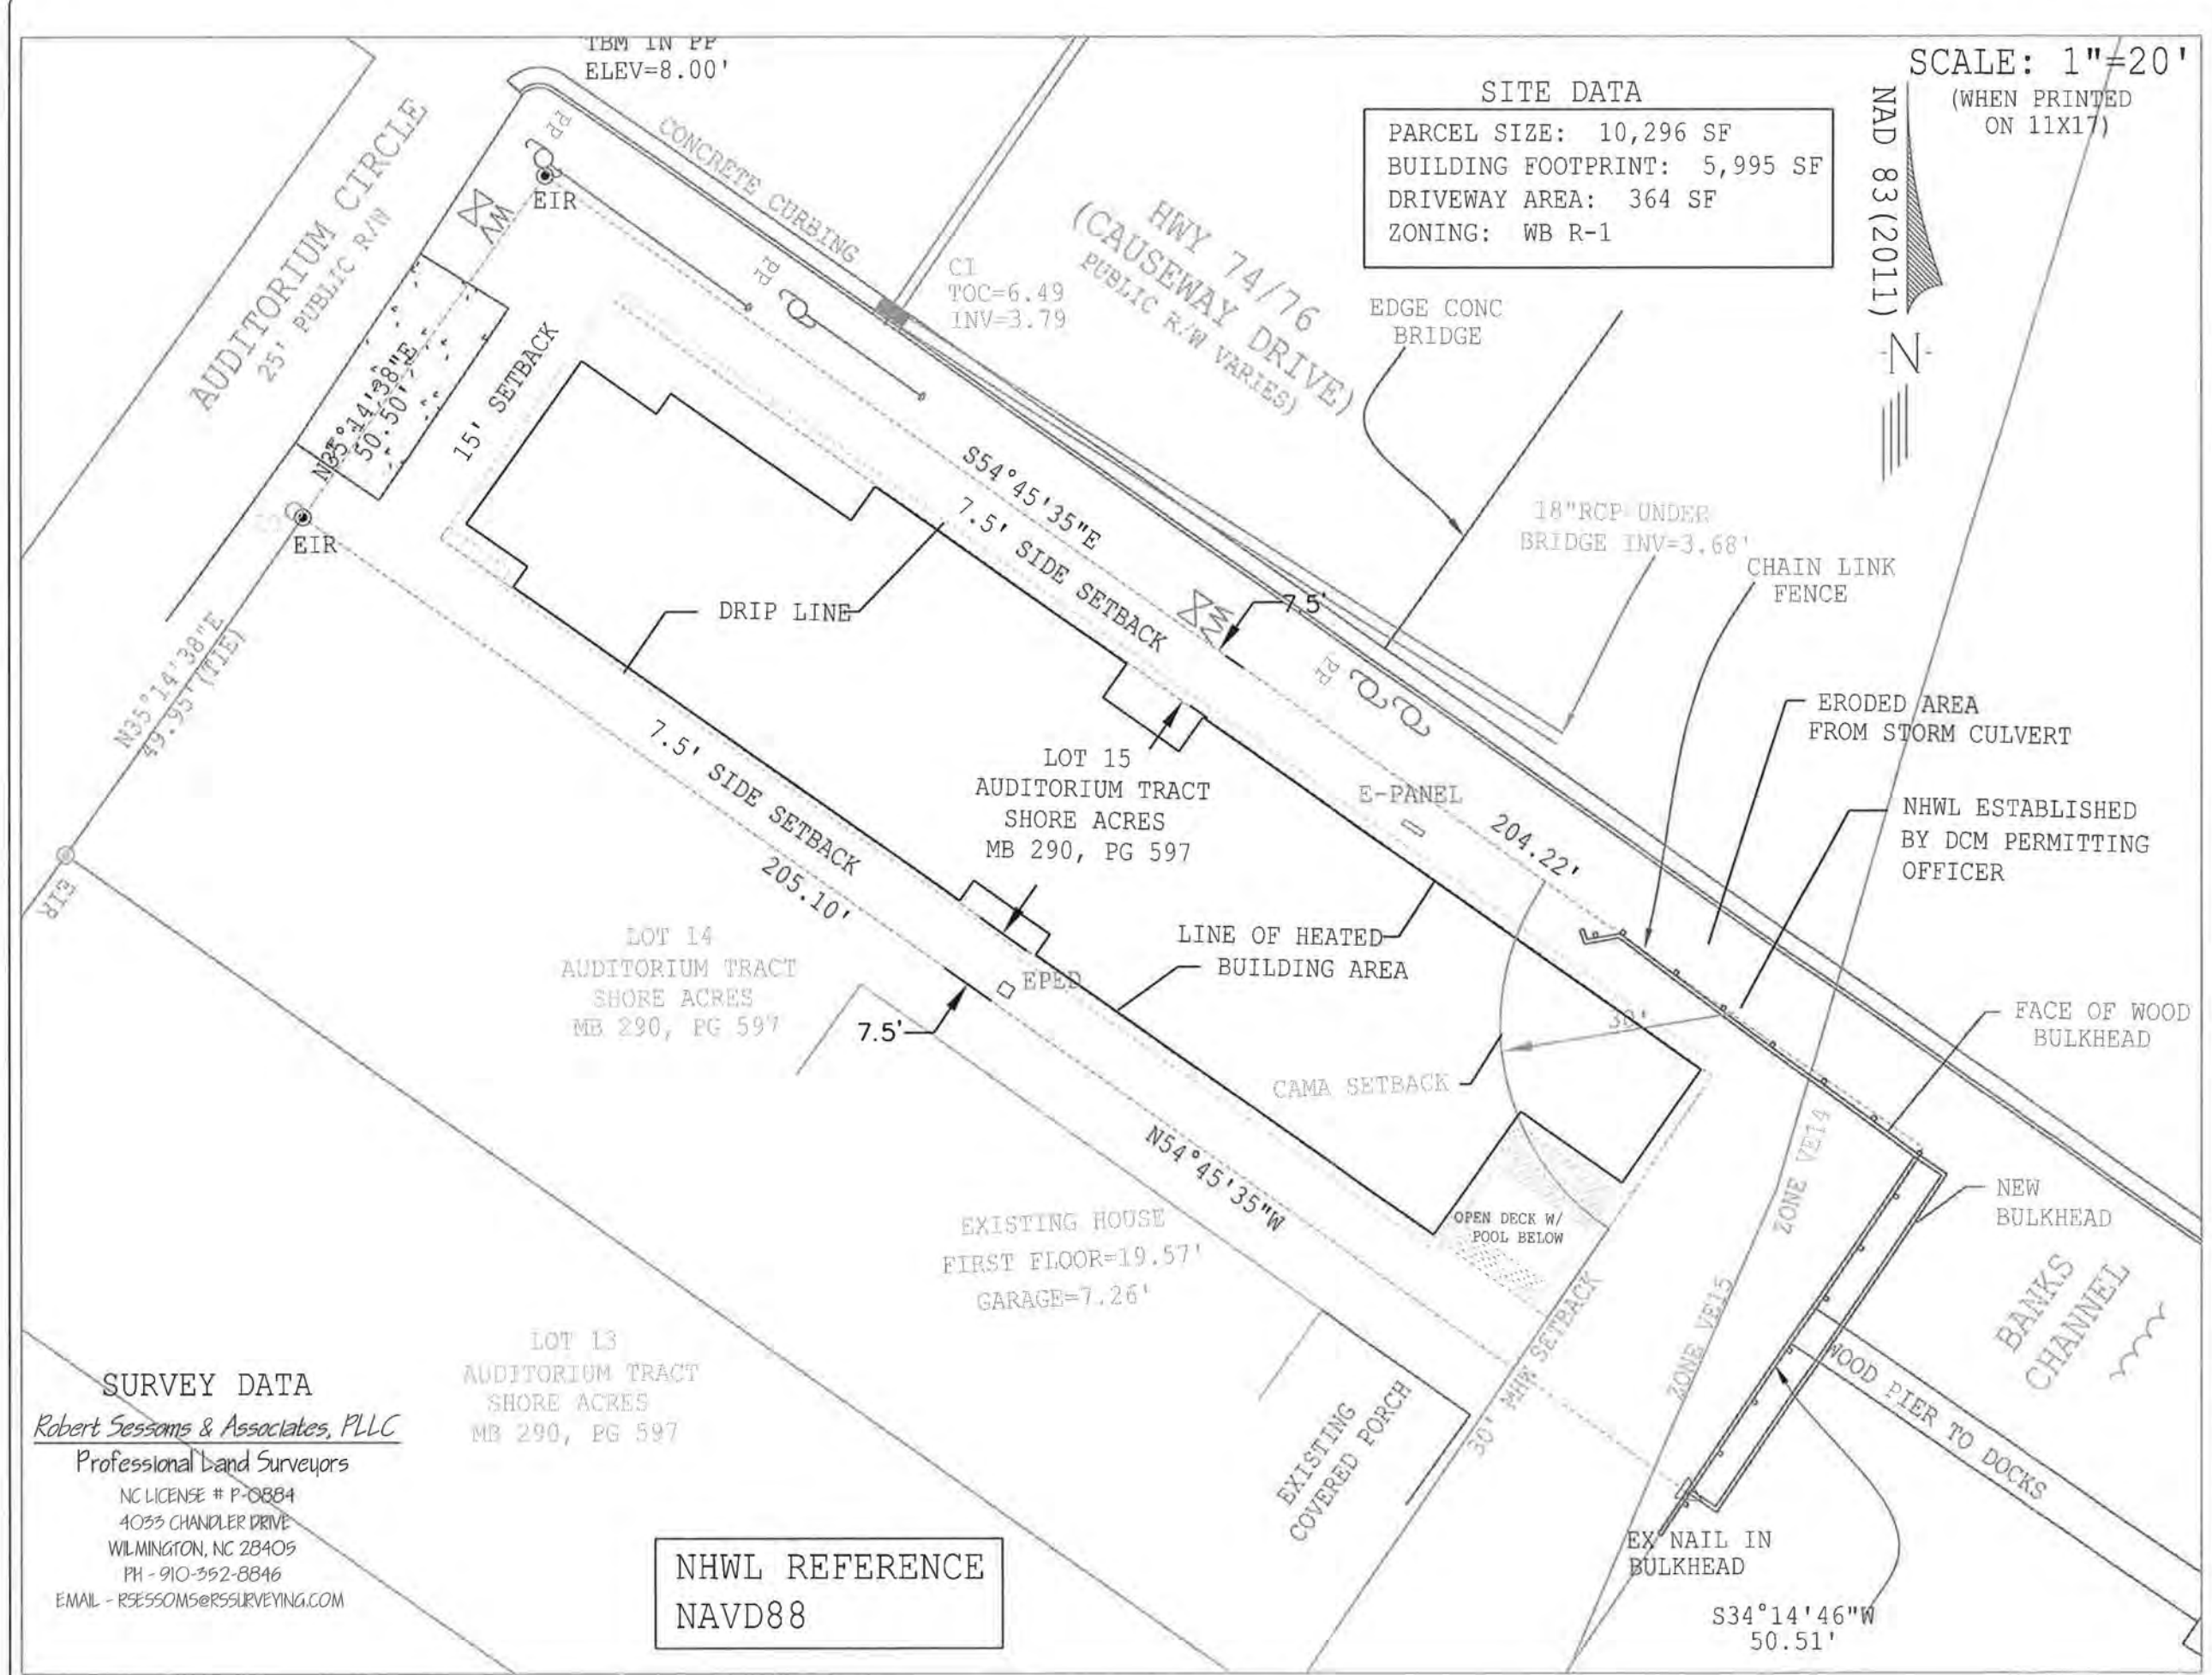 TBM IN PP
ELEV=8.00'
SCALE: 1"=20'
(WHEN PRINTED
ON 11X17)
NAD 83(2011)
N
SITE DATA
PARCEL SIZE: 10,296 SF
BUILDING FOOTPRINT: 5,995 SF
DRIVEWAY AREA: 364 SF
ZONING: WB R-1
AUDITORIUM CIRCLE
25' PUBLIC R/W
PP
EIR
WV
CONCRETE CURBING
PP
CI
TOC=6.49
INV=3.79
HWY 74/76
(CAUSEWAY DRIVE)
PUBLIC R/W VARIES)
EDGE CONC
BRIDGE
N35°14'38"E
50.50'
15' SETBACK
EIR
S54°45'35"E
7.5' SIDE SETBACK
18"RCP UNDER
BRIDGE INV=3.68'
CHAIN LINK
FENCE
DRIP LINE
WV
7.5'
PP
N35°14'38"E
49.95' (TIE)
EIR
ERODED AREA
FROM STORM CULVERT
7.5' SIDE SETBACK
205.10'
LOT 15
AUDITORIUM TRACT
SHORE ACRES
MB 290, PG 597
E-PANEL
204.22'
NHWL ESTABLISHED
BY DCM PERMITTING
OFFICER
LOT 14
AUDITORIUM TRACT
SHORE ACRES
MB 290, PG 597
LINE OF HEATED
BUILDING AREA
EPED
7.5'
30'
FACE OF WOOD
BULKHEAD
CAMA SETBACK
N54°45'35"W
ZONE VE14
NEW
BULKHEAD
EXISTING HOUSE
FIRST FLOOR=19.57'
GARAGE=7.26'
OPEN DECK W/
POOL BELOW
30' MHW SETBACK
ZONE VE15
BANKS
CHANNEL
WOOD PIER TO DOCKS
LOT 13
AUDITORIUM TRACT
SHORE ACRES
MB 290, PG 597
EXISTING
COVERED PORCH
EX NAIL IN
BULKHEAD
S34°14'46"W
50.51'
SURVEY DATA
Robert Sessoms & Associates, PLLC
Professional Land Surveyors
NC LICENSE # P-0884
4033 CHANDLER DRIVE
WILMINGTON, NC 28405
PH - 910-352-8846
EMAIL - RSESSOMS@RSSURVEYING.COM
NHWL REFERENCE
NAVD88